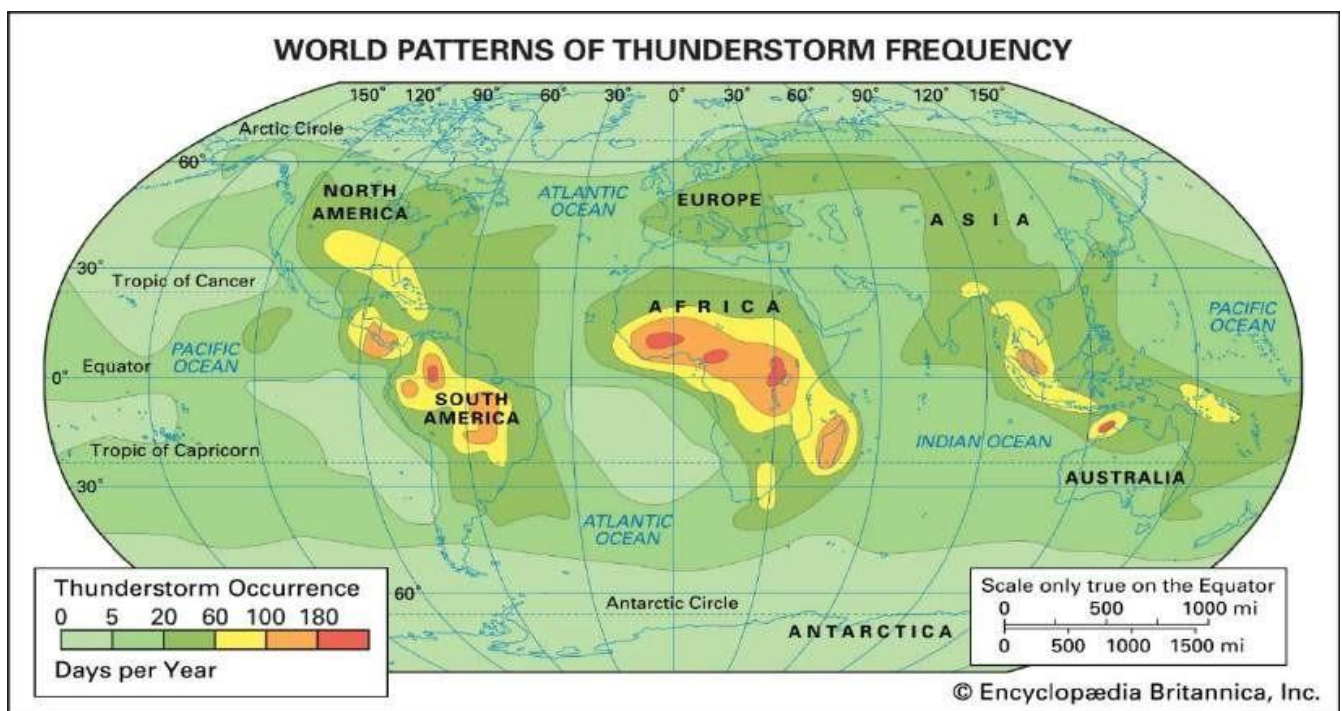 WORLD PATTERNS OF THUNDERSTORM FREQUENCY
150° 120° 90° 60° 30° 0° 30° 60° 90° 120° 150°
Arctic Circle
60°
NORTH
AMERICA
ATLANTIC
OCEAN
EUROPE
A S I A
30°
Tropic of Cancer
A F R I C A
PACIFIC
OCEAN
PACIFIC
OCEAN
Equator
0°
SOUTH
AMERICA
INDIAN OCEAN
Tropic of Capricorn
AUSTRALIA
30°
ATLANTIC
OCEAN
60°
Antarctic Circle
ANTARCTICA
Thunderstorm Occurrence
0 5 20 60 100 180
Days per Year
Scale only true on the Equator
0 500 1000 mi
0 500 1000 1500 mi
© Encyclopædia Britannica, Inc.